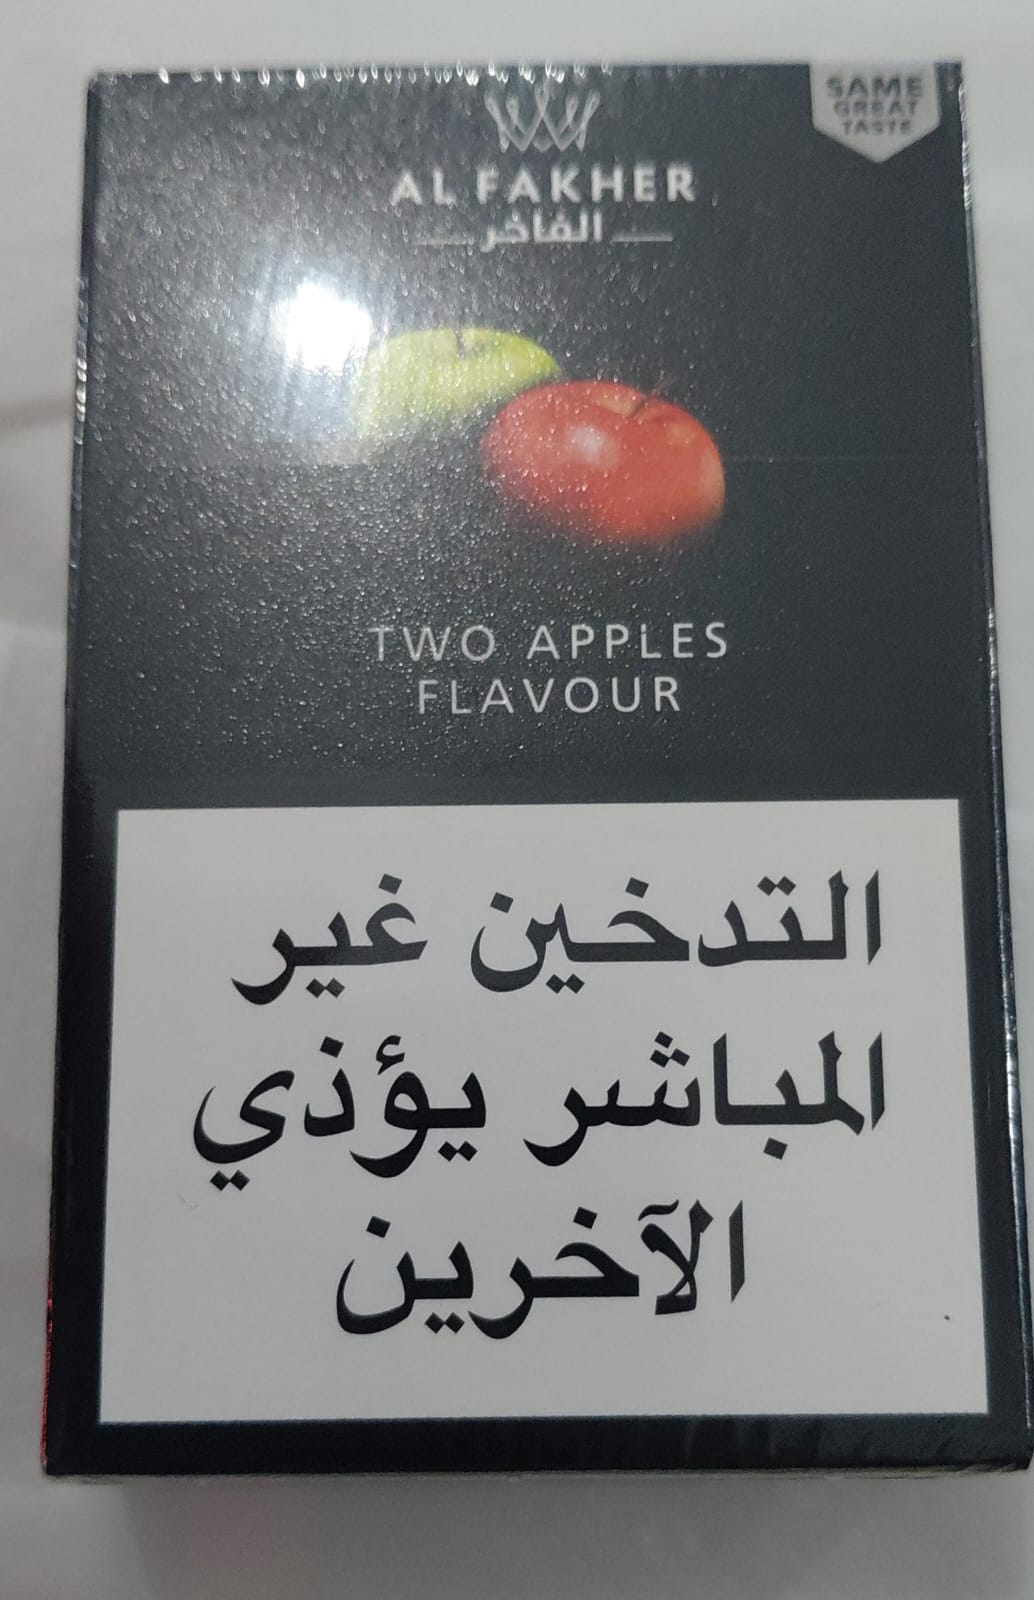 SAME
GREAT
TASTE
AL FAKHER
الفاخر
TWO APPLES
FLAVOUR
التدخين غير
المباشر يؤذي
الآخرين